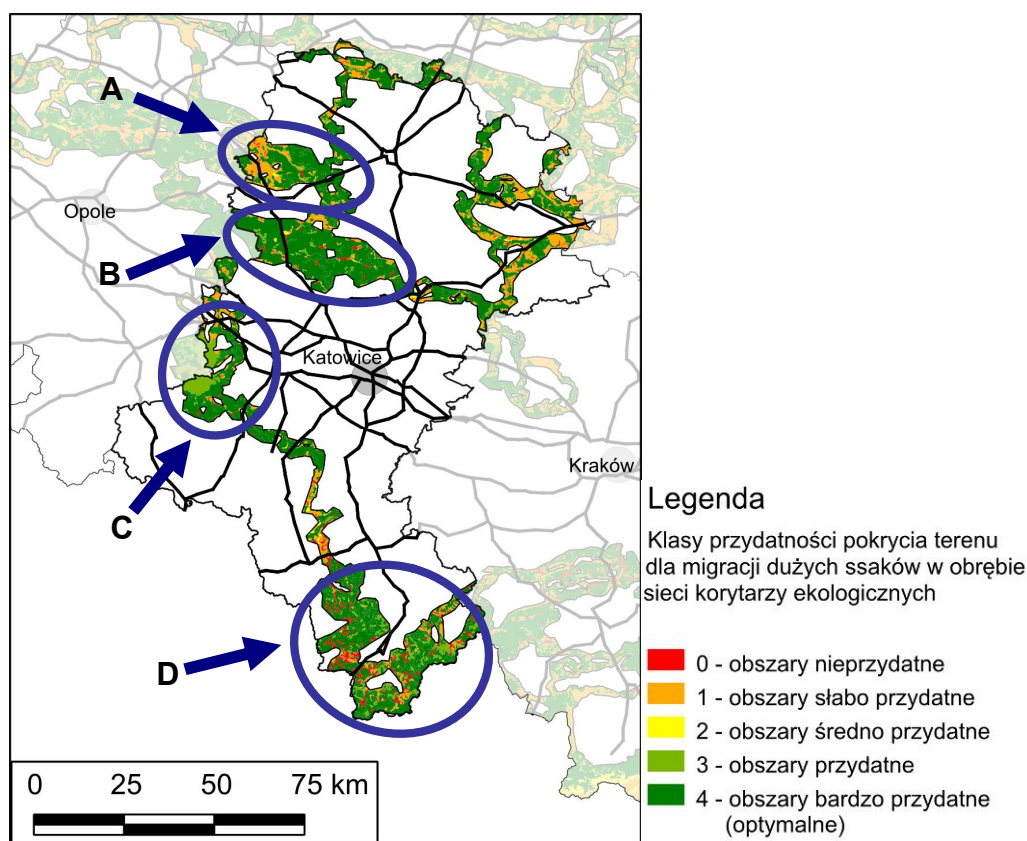 A
Opole
B
Katowice
Kraków
C
D
0 25 50 75 km
Legenda
Klasy przydatności pokrycia terenu
dla migracji dużych ssaków w obrębie
sieci korytarzy ekologicznych
0 - obszary nieprzydatne
1 - obszary słabo przydatne
2 - obszary średno przydatne
3 - obszary przydatne
4 - obszary bardzo przydatne
(optymalne)